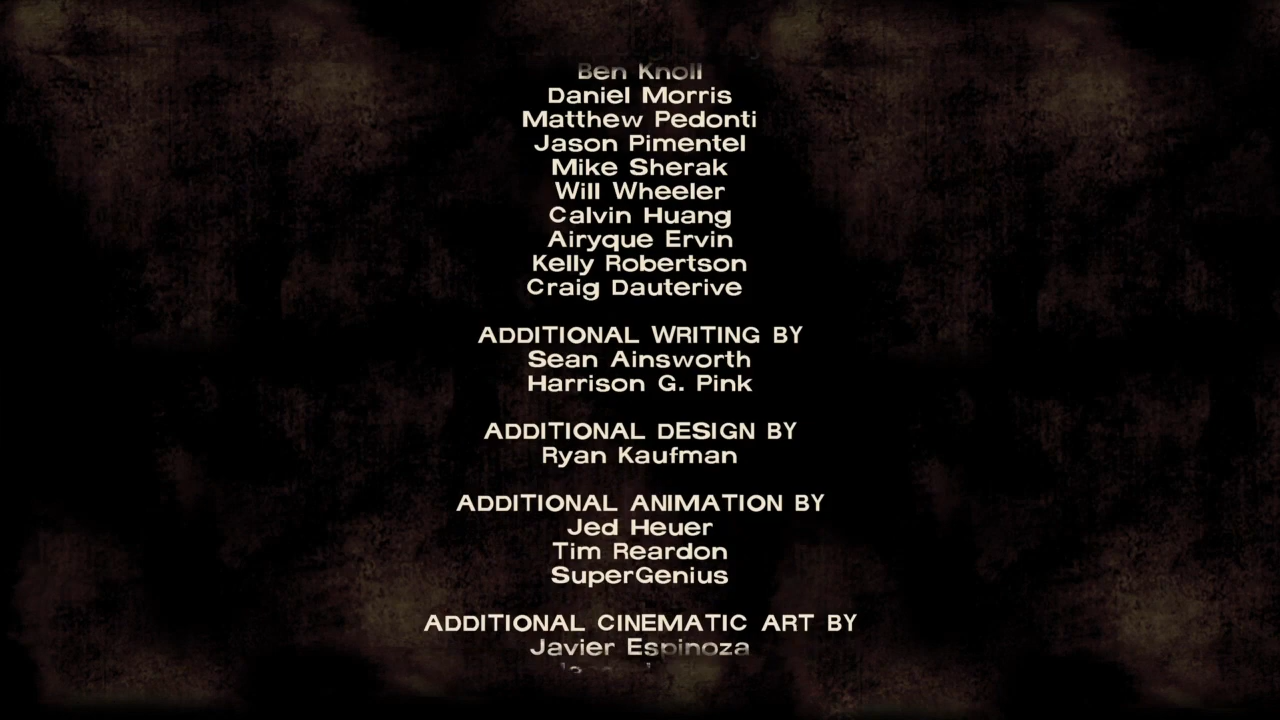 Ben Knoll
Daniel Morris
Matthew Pedonti
Jason Pimentel
Mike Sherak
Will Wheeler
Calvin Huang
Airyque Ervin
Kelly Robertson
Craig Dauterive
ADDITIONAL WRITING BY
Sean Ainsworth
Harrison G. Pink
ADDITIONAL DESIGN BY
Ryan Kaufman
ADDITIONAL ANIMATION BY
Jed Heuer
Tim Reardon
SuperGenius
ADDITIONAL CINEMATIC ART BY
Javier Espinoza